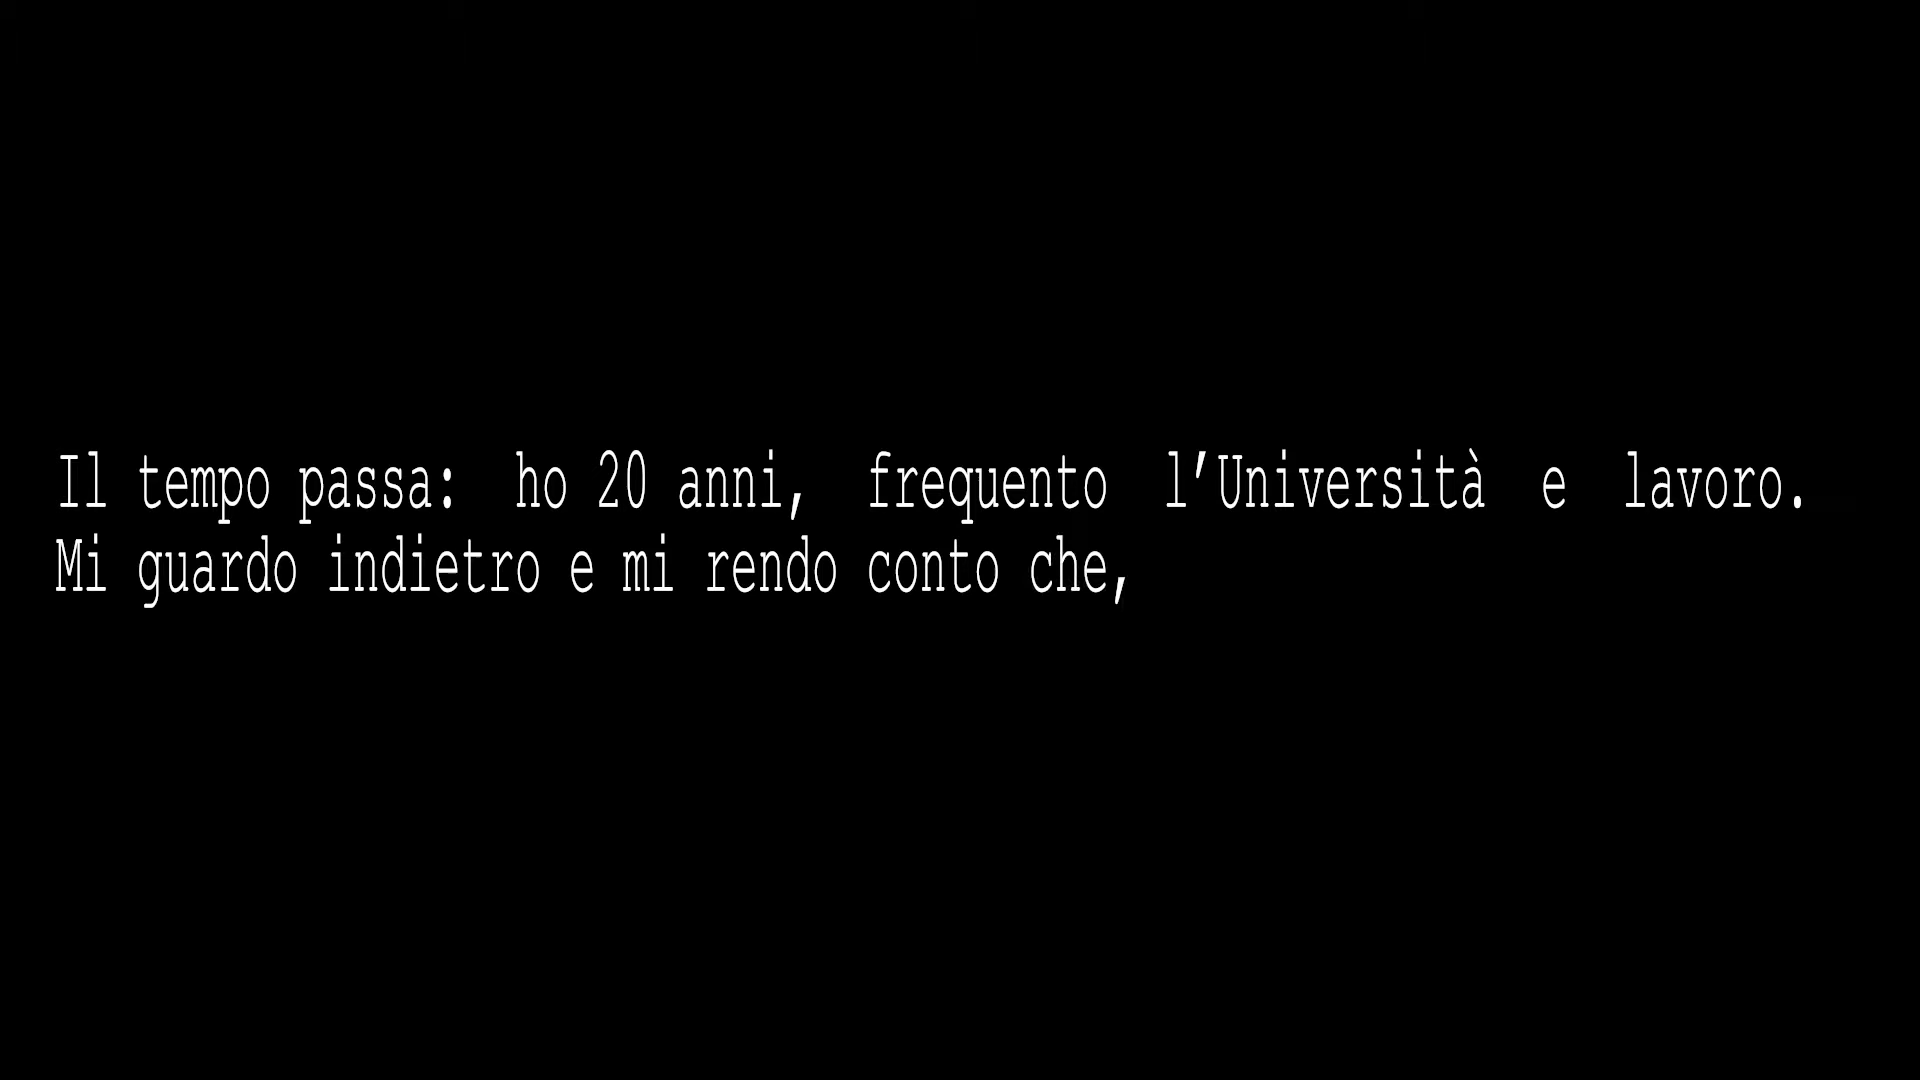 Il tempo passa: ho 20 anni, frequento l’Università e lavoro.
Mi guardo indietro e mi rendo conto che,